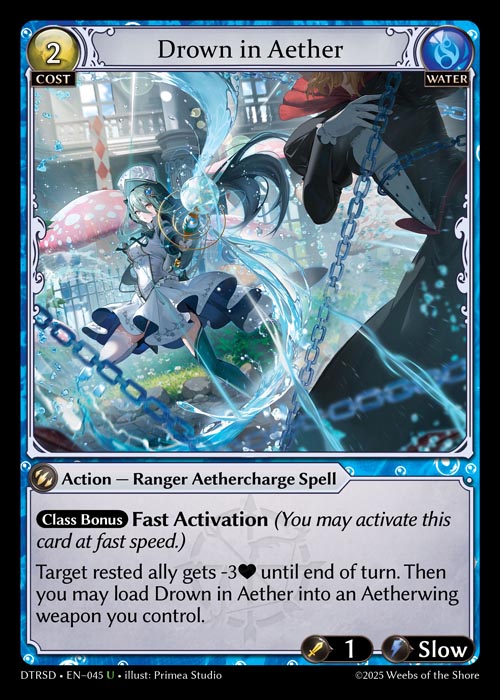 2
Drown in Aether
COST
WATER
Action — Ranger Aethercharge Spell
Class Bonus Fast Activation (You may activate this
card at fast speed.)
Target rested ally gets -3♥ until end of turn. Then
you may load Drown in Aether into an Aetherwing
weapon you control.
1
Slow
DTRSD • EN-045 U • illust: Primea Studio
©2025 Weebs of the Shore